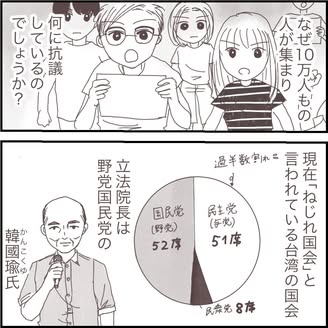 なぜ10万人もの
人が集まり
何に抗議
しているの
でしょうか？
現在「ねじれ国会」と
言われている台湾の国会
過半数割れ=
民主党
(与党)
51席
国民党
(野党)
52席
民衆党 8席
立法院長は
野党国民党の
韓國瑜氏
かんこくゆ